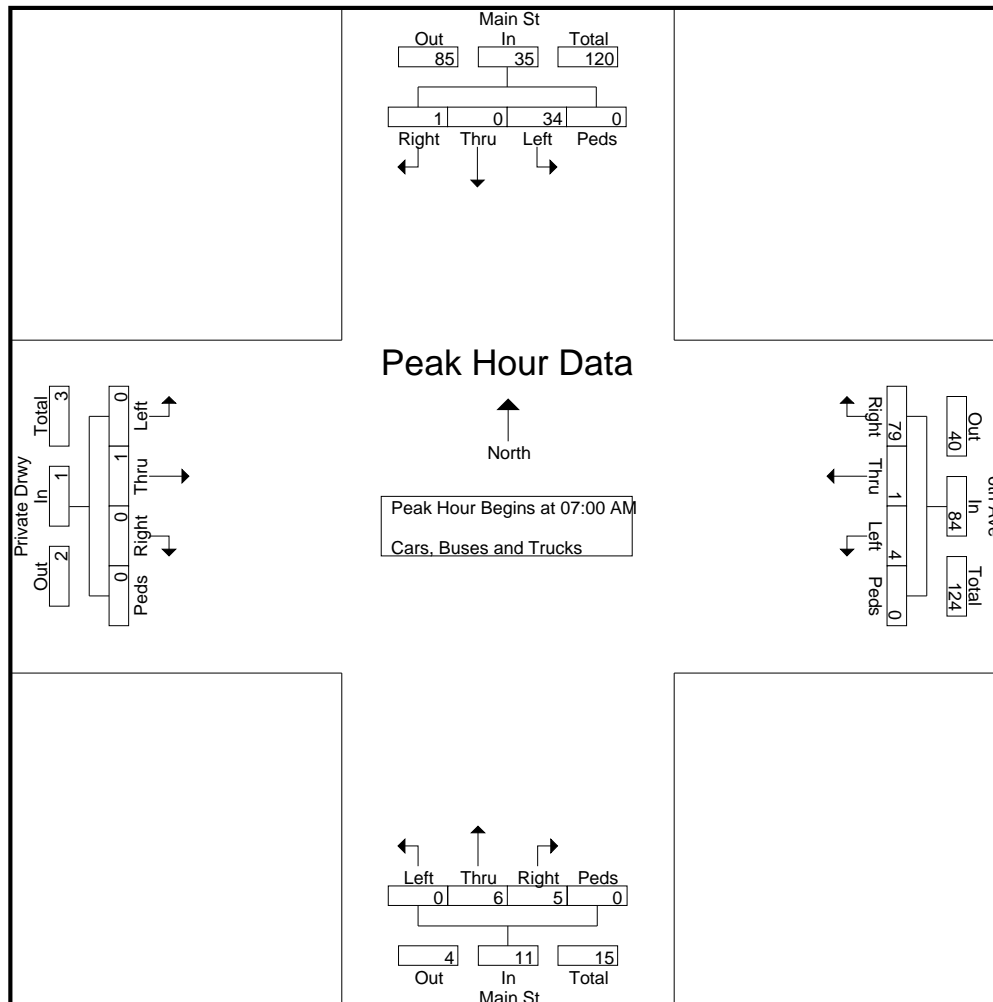 Main St
Out In Total
85 35 120
1 0 34 0
Right Thru Left Peds
Peak Hour Data
North
Peak Hour Begins at 07:00 AM
Cars, Buses and Trucks
Private Drwy
Out In Total
2 1 3
0 1 0 0
Left Thru Right Peds
Ave
Out In Total
40 84 124
79 1 4 0
Right Thru Left Peds
Left Thru Right Peds
0 6 5 0
4 11 15
Out In Total
Main St